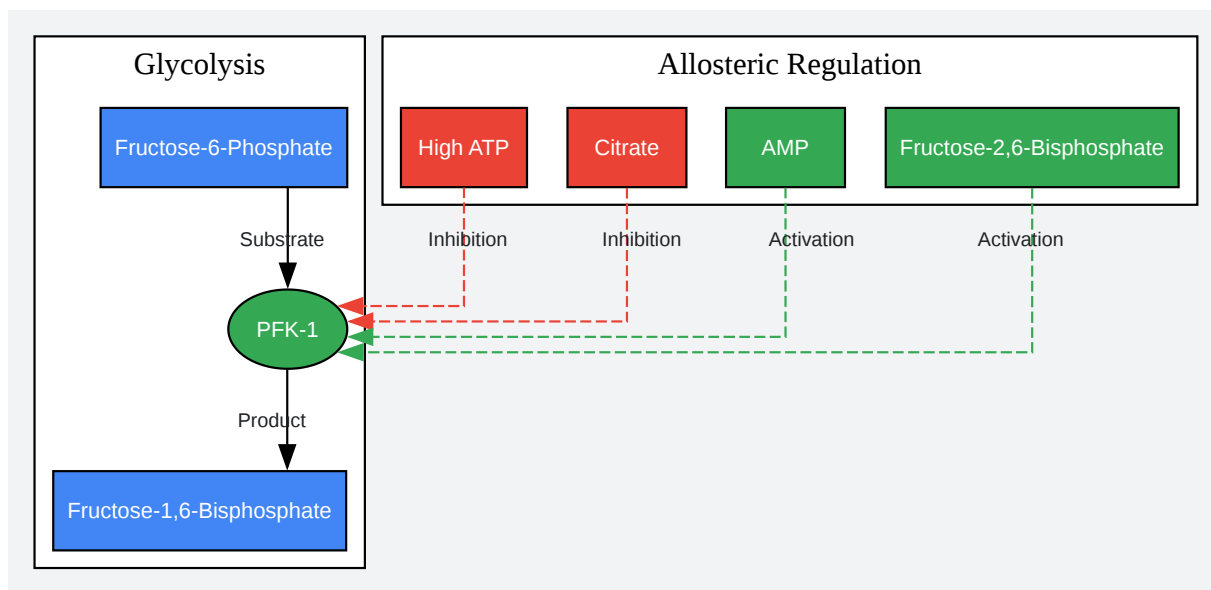 Glycolysis
Allosteric Regulation
Fructose-6-Phosphate
High ATP
Citrate
AMP
Fructose-2,6-Bisphosphate
Substrate
Inhibition
Inhibition
Activation
Activation
PFK-1
Product
Fructose-1,6-Bisphosphate